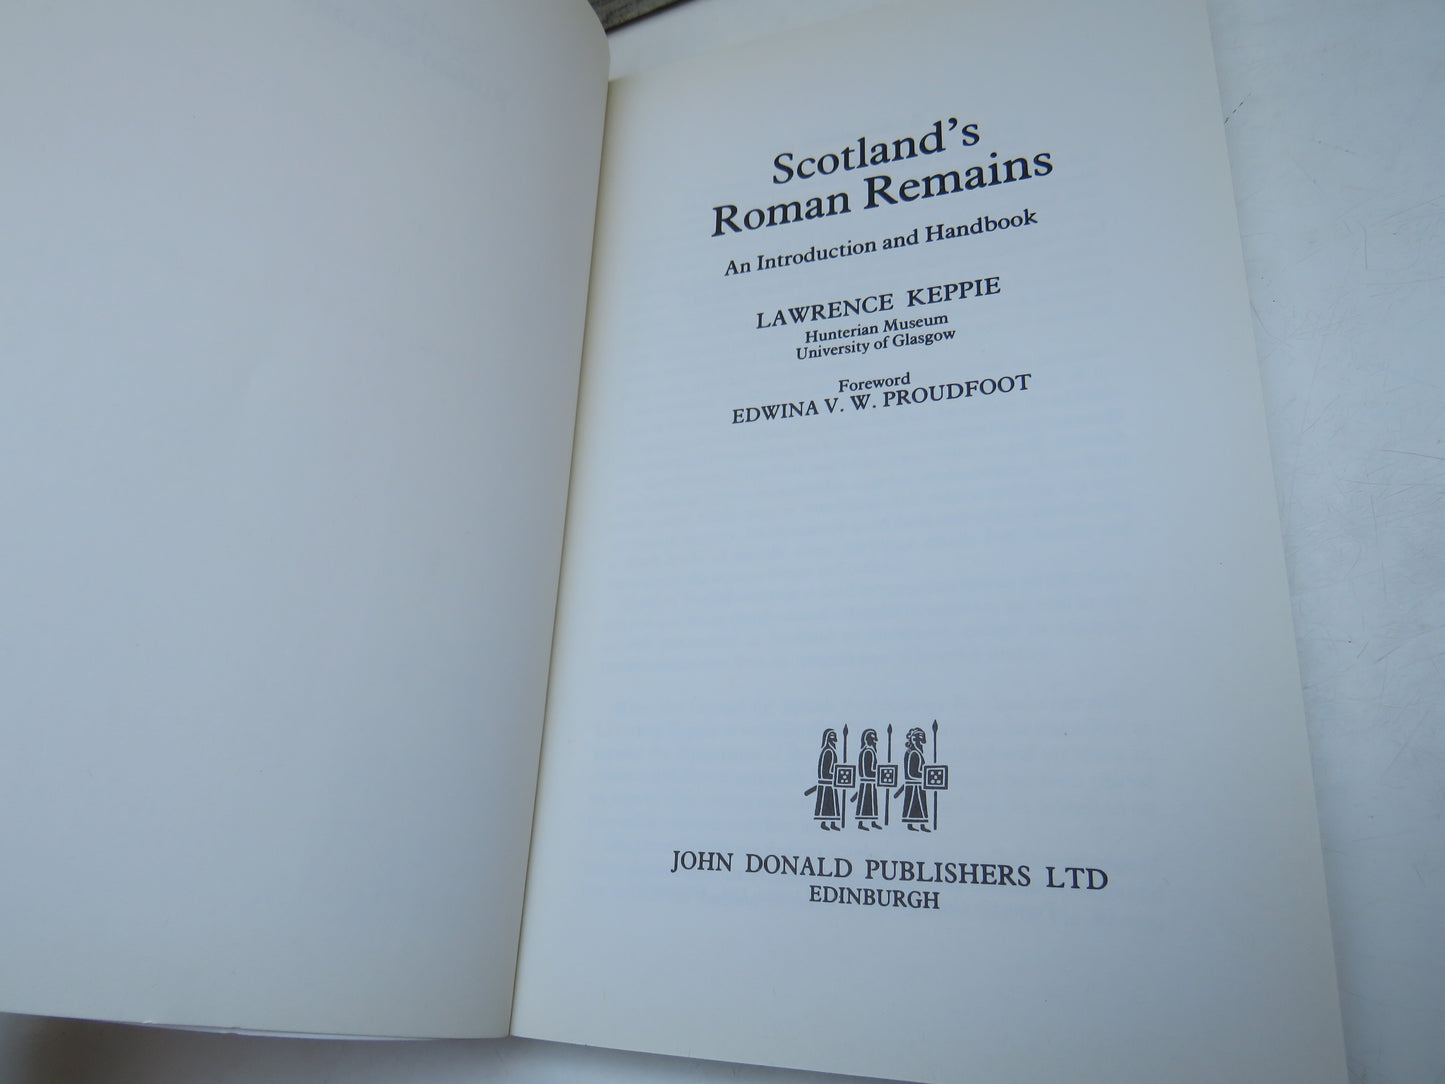 Scotland's
Roman Remains
An Introduction and Handbook
LAWRENCE KEPPIE
Hunterian Museum
University of Glasgow
Foreword
EDWINA V. W. PROUDFOOT
JOHN DONALD PUBLISHERS LTD
EDINBURGH